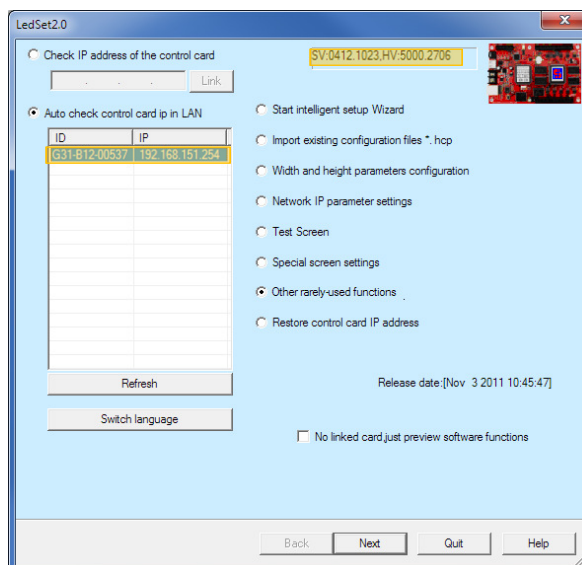 LedSet2.0
Check IP address of the control card
SV:0412.1023,HV:5000.2706
. . . Link
Auto check control card ip in LAN
ID IP
G31-B12-00537 192.168.151.254
Start intelligent setup Wizard
Import existing configuration files *. hcp
Width and height parameters configuration
Network IP parameter settings
Test Screen
Special screen settings
Other rarely-used functions .
Restore control card IP address
Refresh
Release date:[Nov 3 2011 10:45:47]
Switch language
No linked card,just preview software functions
Back Next Quit Help